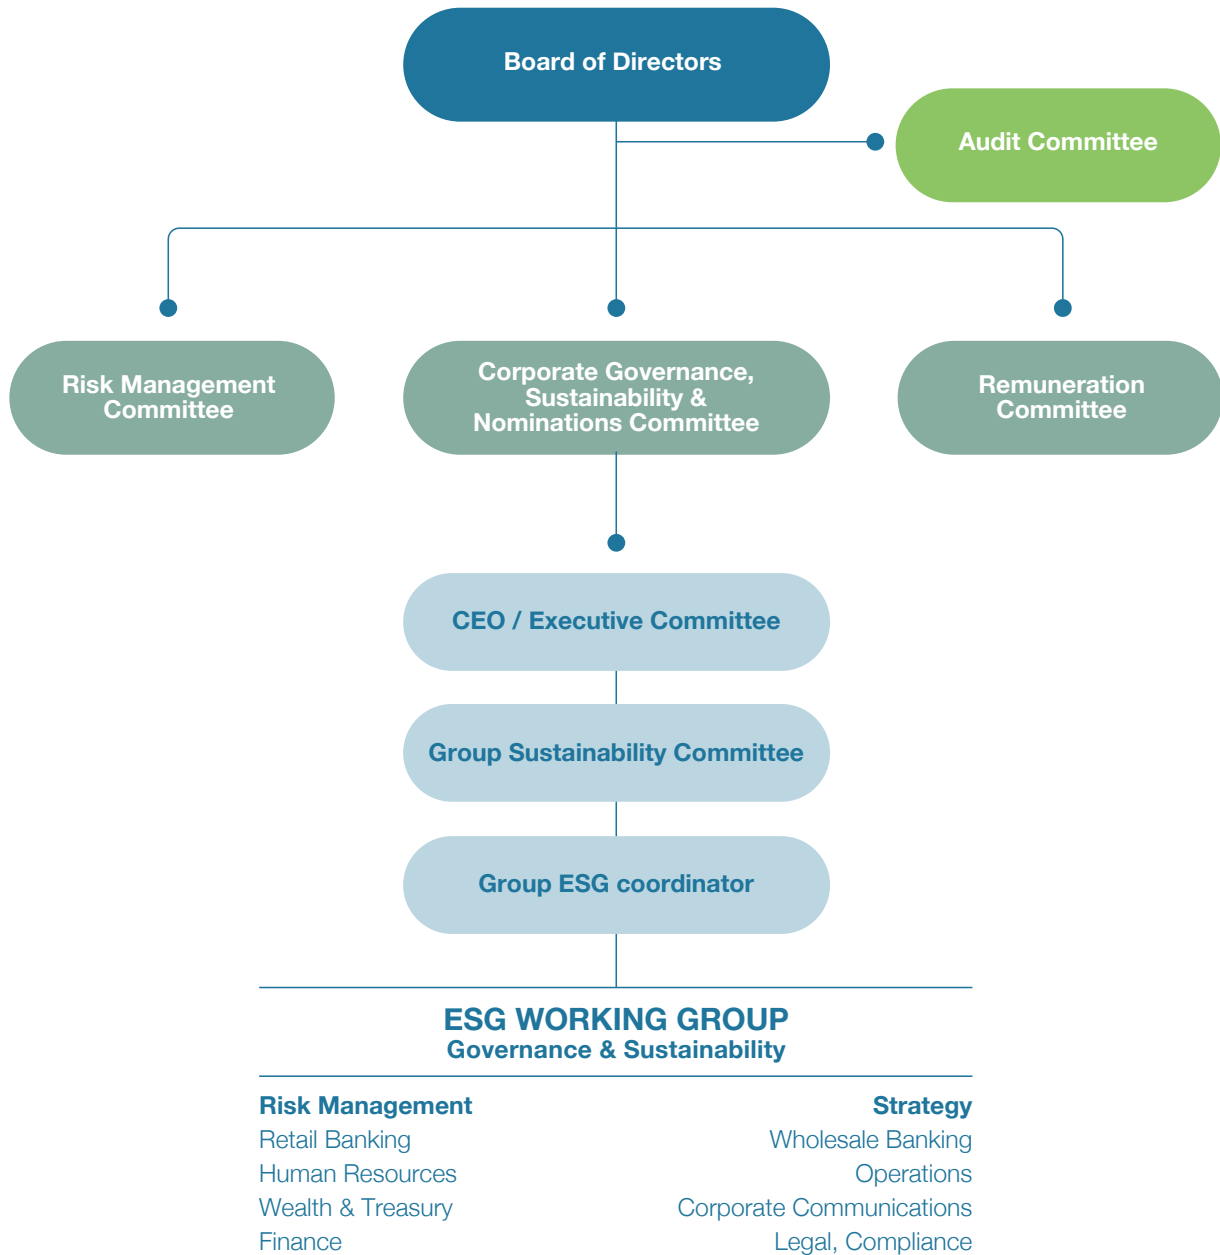 Board of Directors
Audit Committee
Risk Management
Committee
Corporate Governance,
Sustainability &
Nominations Committee
Remuneration
Committee
CEO / Executive Committee
Group Sustainability Committee
Group ESG coordinator
ESG WORKING GROUP
Governance & Sustainability
Risk Management
Retail Banking
Human Resources
Wealth & Treasury
Finance
Strategy
Wholesale Banking
Operations
Corporate Communications
Legal, Compliance